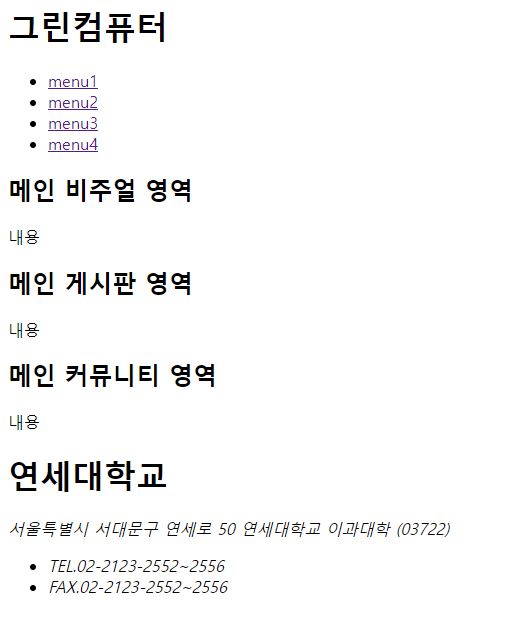 그린컴퓨터
menu1
menu2
menu3
menu4
메인 비주얼 영역
내용
메인 게시판 영역
내용
메인 커뮤니티 영역
내용
연세대학교
서울특별시 서대문구 연세로 50 연세대학교 이과대학 (03722)
TEL.02-2123-2552~2556
FAX.02-2123-2552~2556